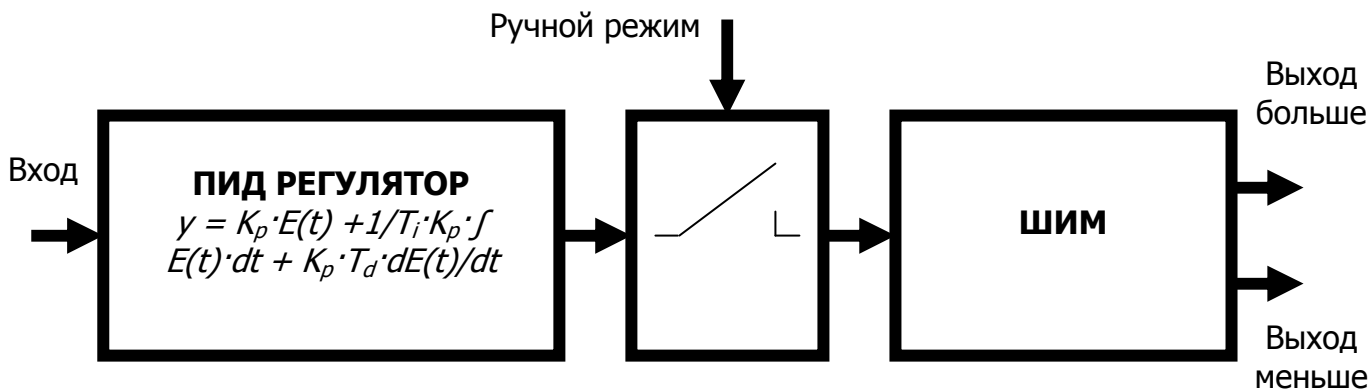 Ручной режим
Выход
больше
Вход
ПИД РЕГУЛЯТОР
y = Kp·E(t) +1/Ti·Kp·∫
E(t)·dt + Kp·Td·dE(t)/dt
ШИМ
Выход
меньше